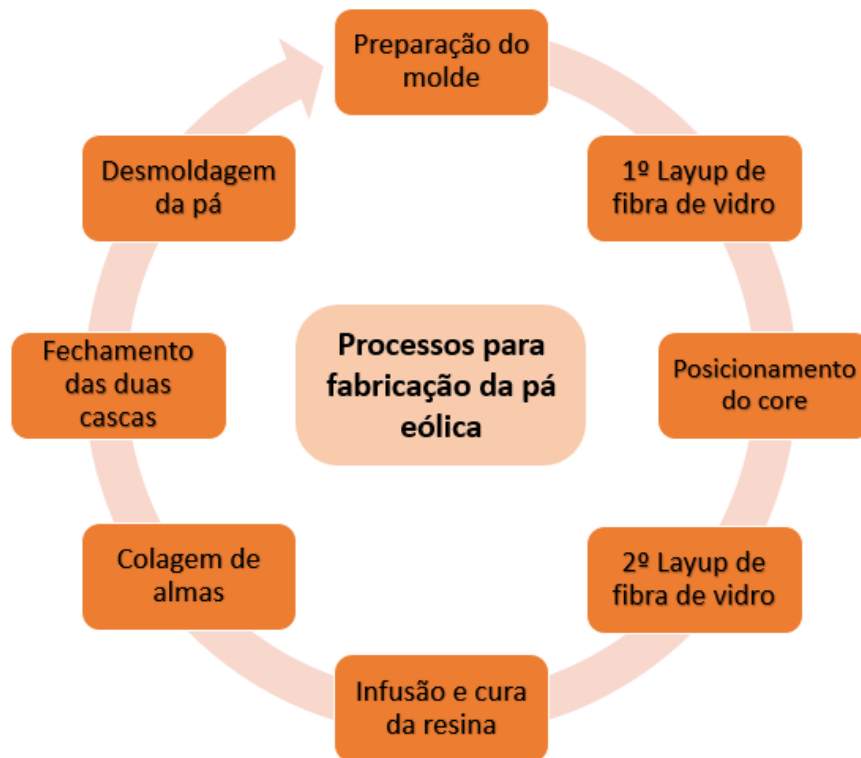 Preparação do
molde
1º Layup de
fibra de vidro
Posicionamento
do core
2º Layup de
fibra de vidro
Infusão e cura
da resina
Colagem de
almas
Fechamento
das duas
cascas
Desmoldagem
da pá
Processos para
fabricação da pá
eólica